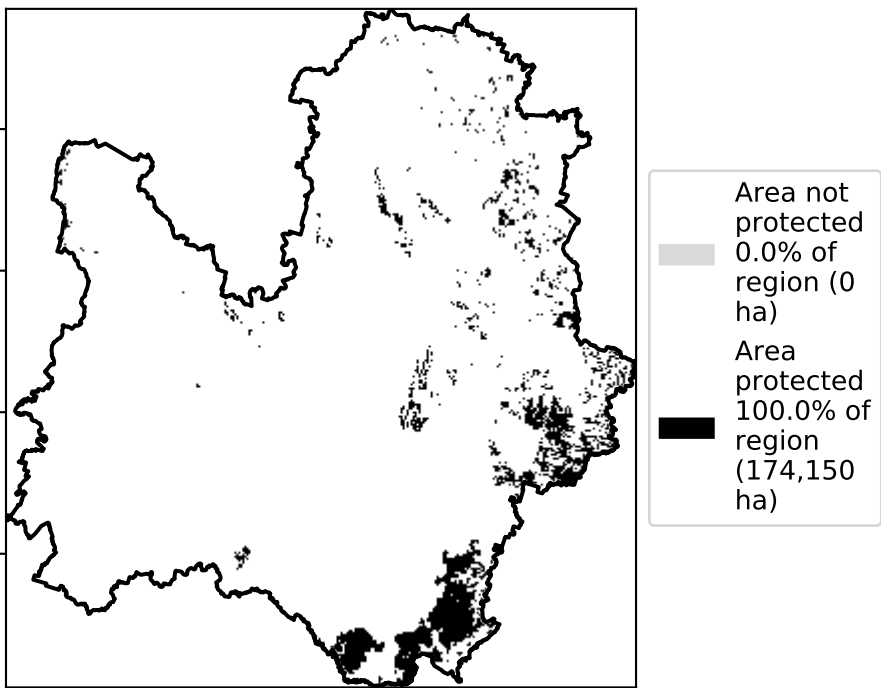 Area not
protected
0.0% of
region (0
ha)
Area
protected
100.0% of
region
(174,150
ha)